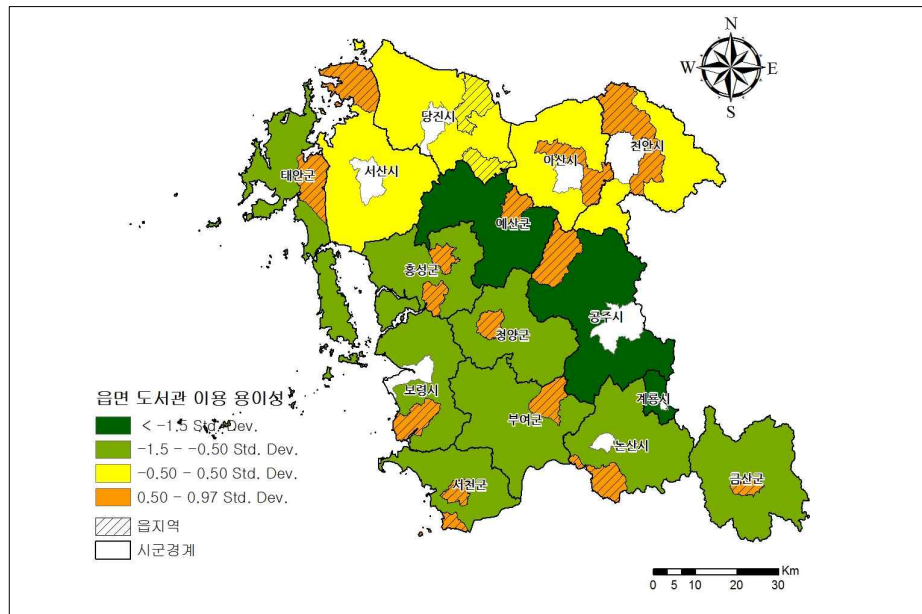 N
W E
S
당진시
천안시
아산시
서산시
태안군
예산군
홍성군
공주시
청양군
보령시
계룡시
부여군
논산시
서천군
금산군
읍면 도서관 이용 용이성
< -1.5 Std. Dev.
-1.5 - -0.50 Std. Dev.
-0.50 - 0.50 Std. Dev.
0.50 - 0.97 Std. Dev.
읍지역
시군경계
Km
0 5 10 20 30